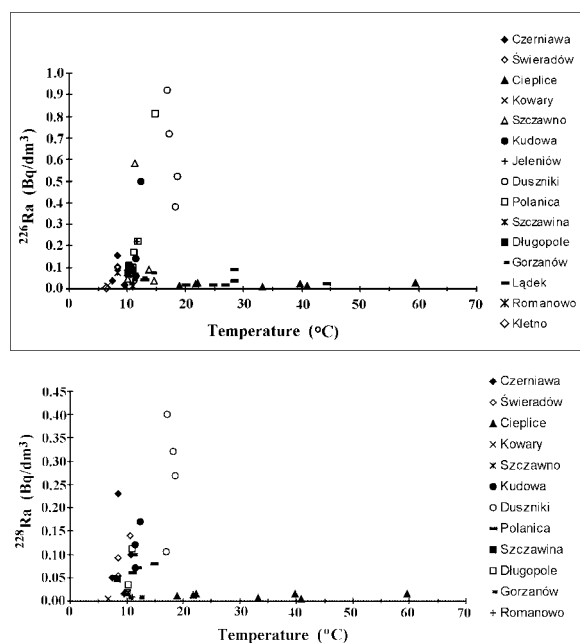 Czerniawa
Świeradów
Cieplice
Kowary
Szczawno
Kudowa
Jeleniów
Duszniki
Polanica
Szczawina
Długopole
Gorzanów
Lądek
Romanowo
Kletno
²²⁶Ra (Bq/dm³)
1.0
0.9
0.8
0.7
0.6
0.5
0.4
0.3
0.2
0.1
0.0
0 10 20 30 40 50 60 70
Temperature (°C)
Czerniawa
Świeradów
Cieplice
Kowary
Szczawno
Kudowa
Duszniki
Polanica
Szczawina
Długopole
Gorzanów
Romanowo
²²⁸Ra (Bq/dm³)
0.45
0.40
0.35
0.30
0.25
0.20
0.15
0.10
0.05
0.00
0 10 20 30 40 50 60 70
Temperature (°C)